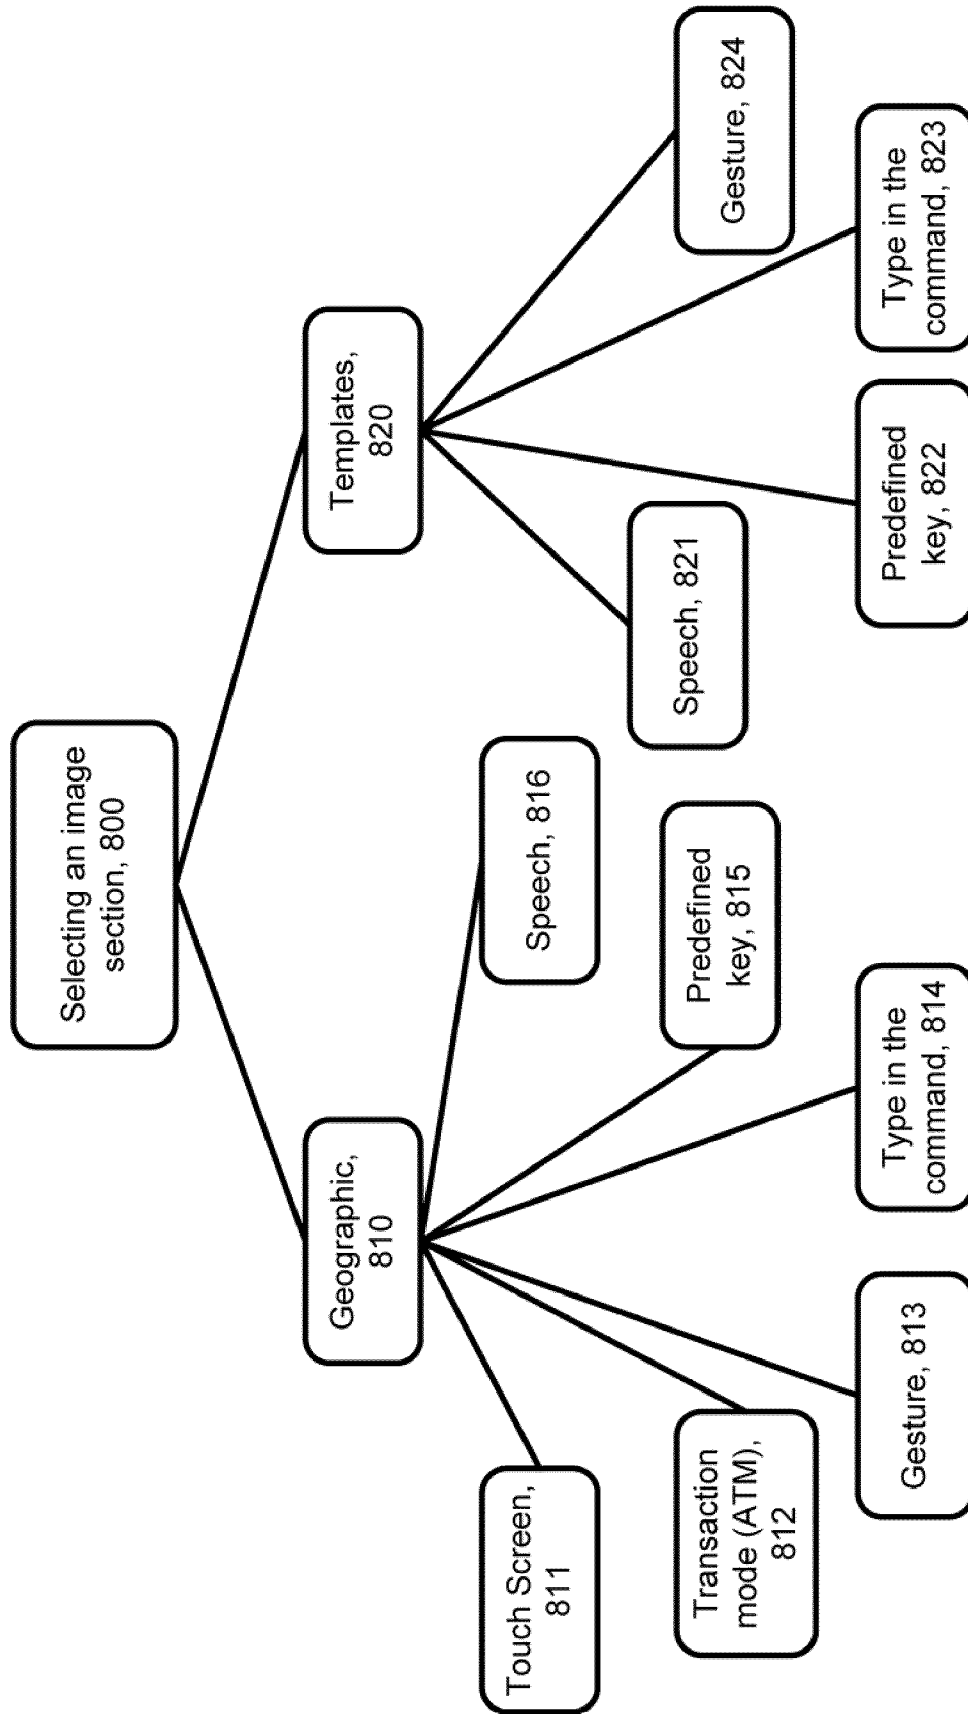 Selecting an image
section, 800
Geographic,
810
Templates,
820
Touch Screen,
811
Transaction
mode (ATM),
812
Gesture, 813
Type in the
command, 814
Predefined
key, 815
Speech, 816
Speech, 821
Predefined
key, 822
Type in the
command, 823
Gesture, 824